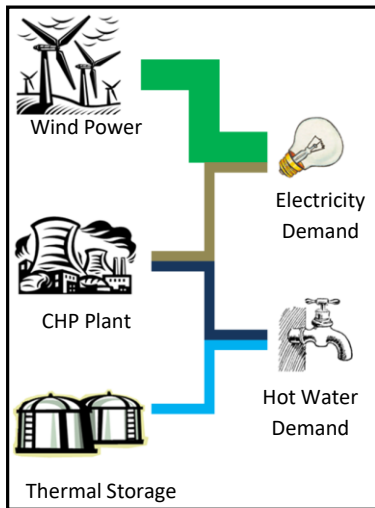 Wind Power
Electricity
Demand
CHP Plant
Hot Water
Demand
Thermal Storage